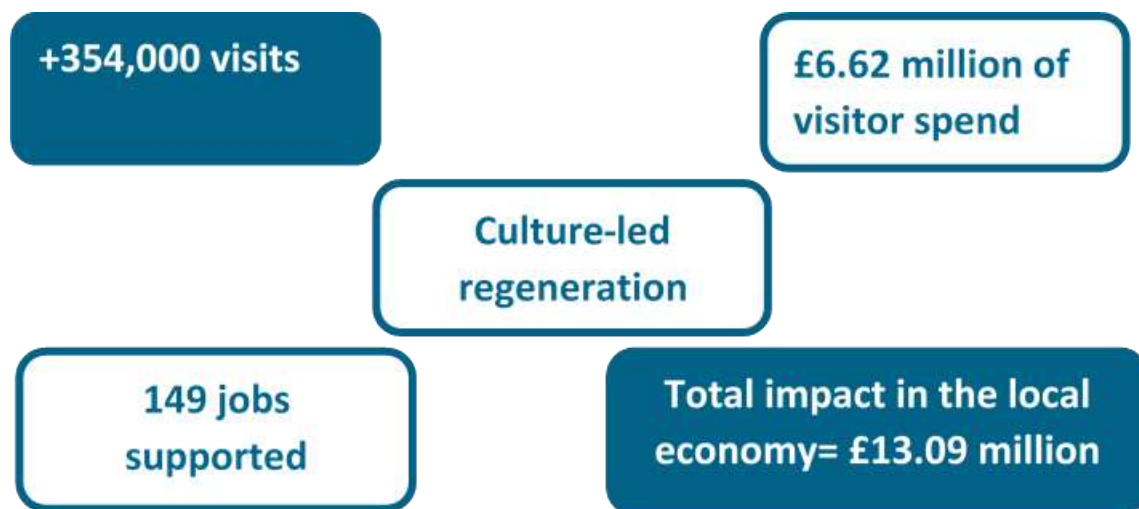 +354,000 visits
£6.62 million of
visitor spend
Culture-led
regeneration
149 jobs
supported
Total impact in the local
economy= £13.09 million